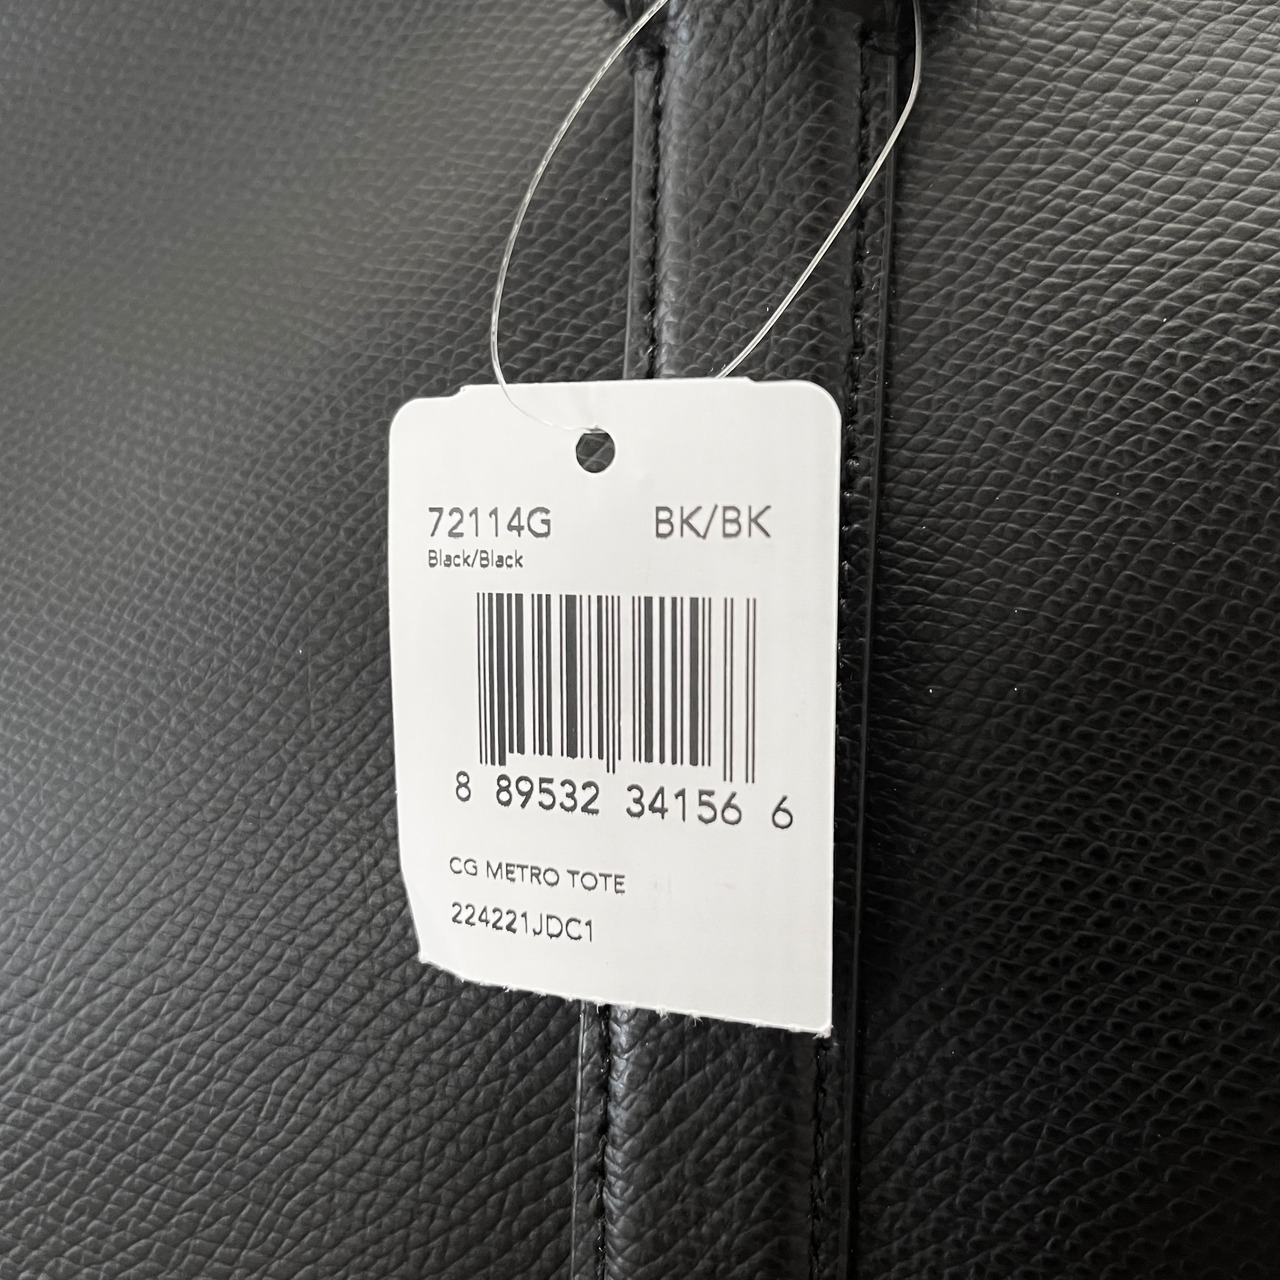 72114G BK/BK
Black/Black
8 89532 34156 6
CG METRO TOTE
224221JDC1